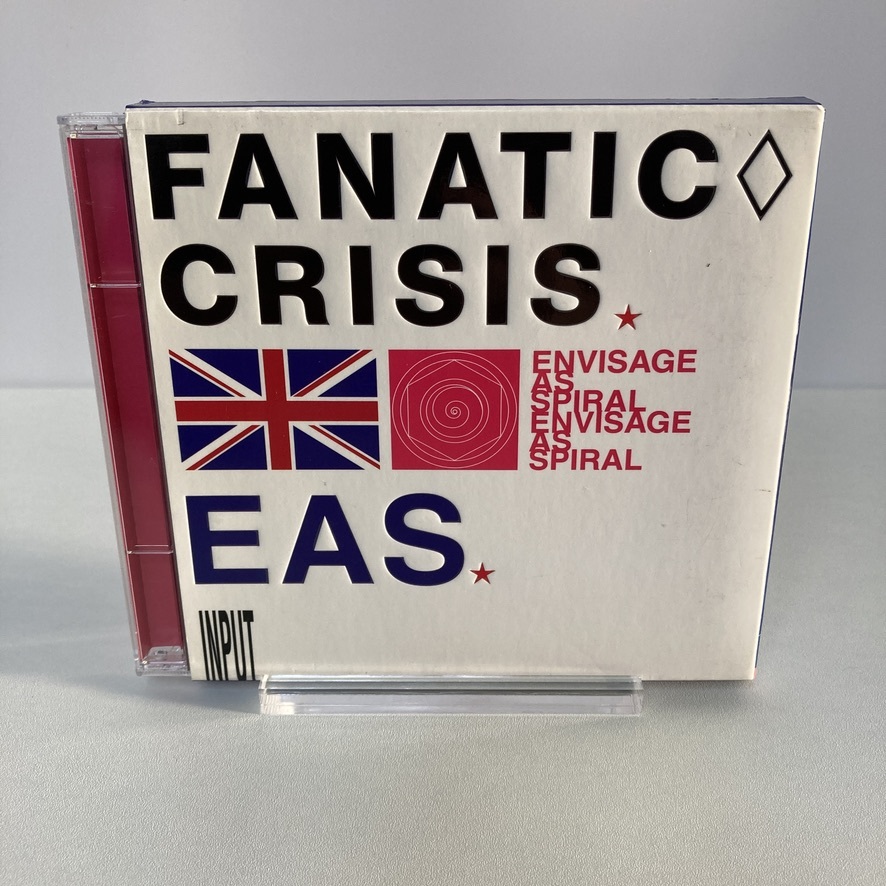 FANATIC◊
CRISIS.★
ENVISAGE
AS
SPIRAL
ENVISAGE
AS
SPIRAL
EAS.★
INPUT